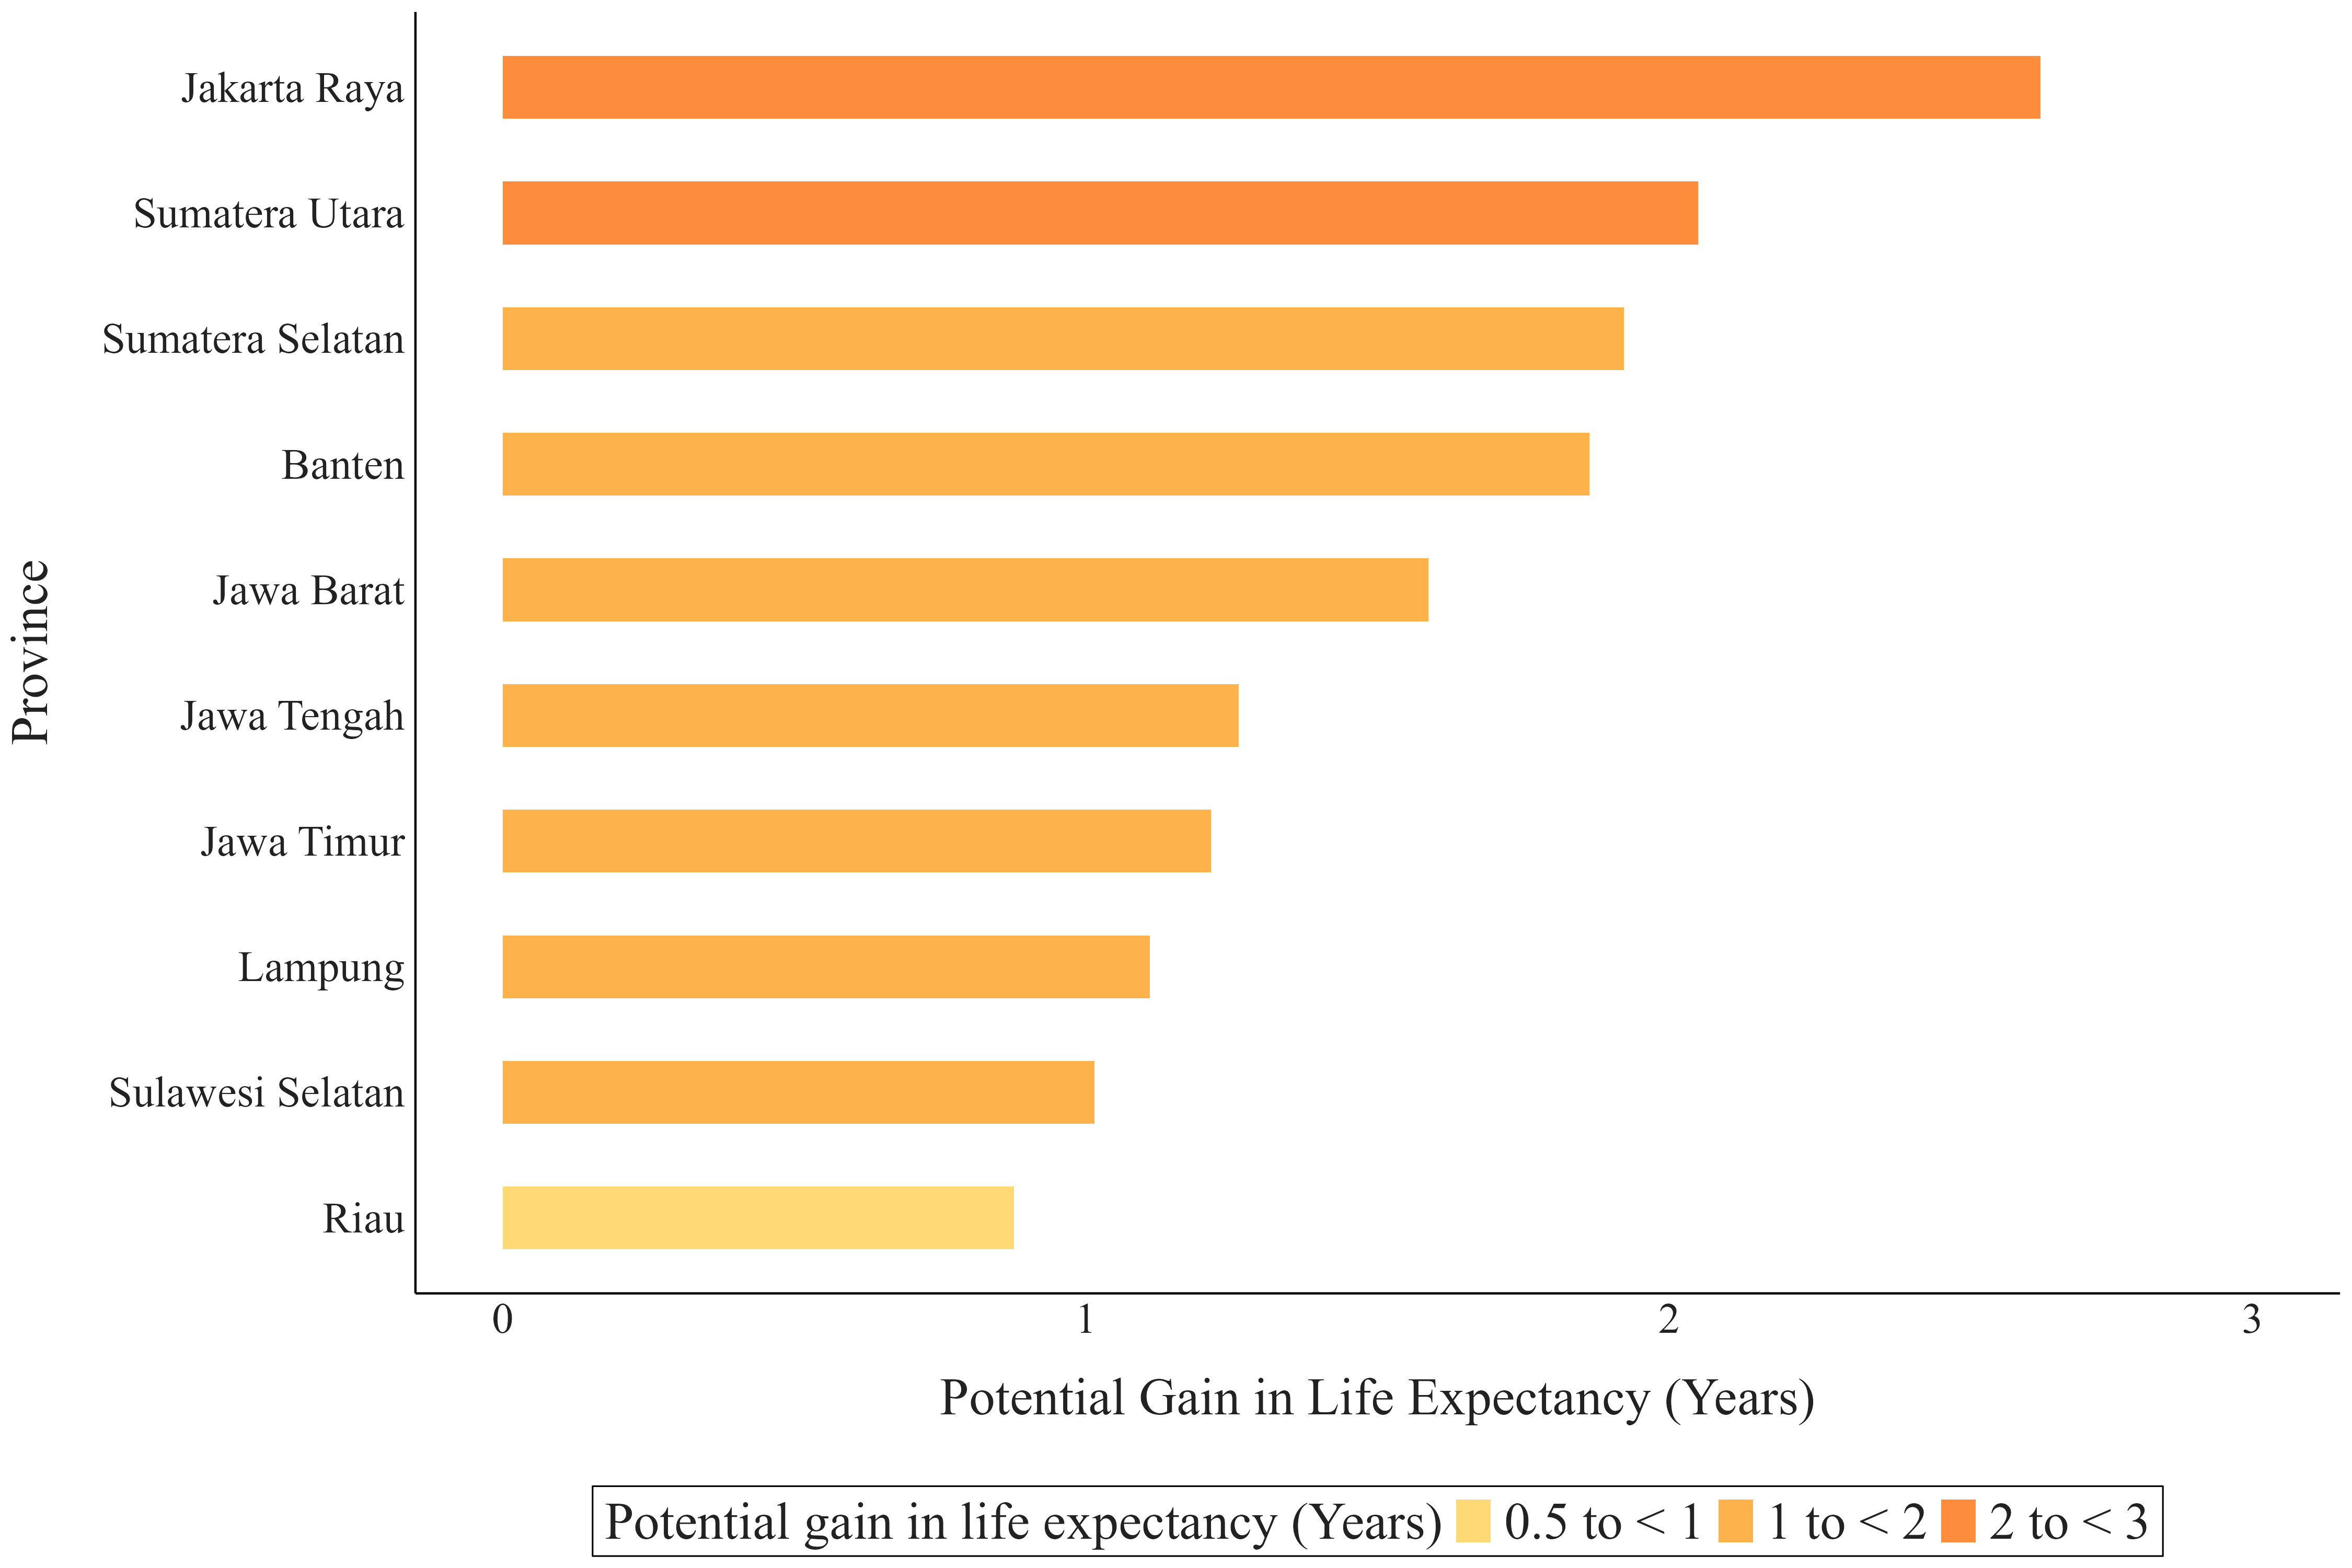 Jakarta Raya
Sumatera Utara
Sumatera Selatan
Banten
Jawa Barat
Jawa Tengah
Jawa Timur
Lampung
Sulawesi Selatan
Riau
Province
0 1 2 3
Potential Gain in Life Expectancy (Years)
Potential gain in life expectancy (Years) 0.5 to < 1 1 to < 2 2 to < 3